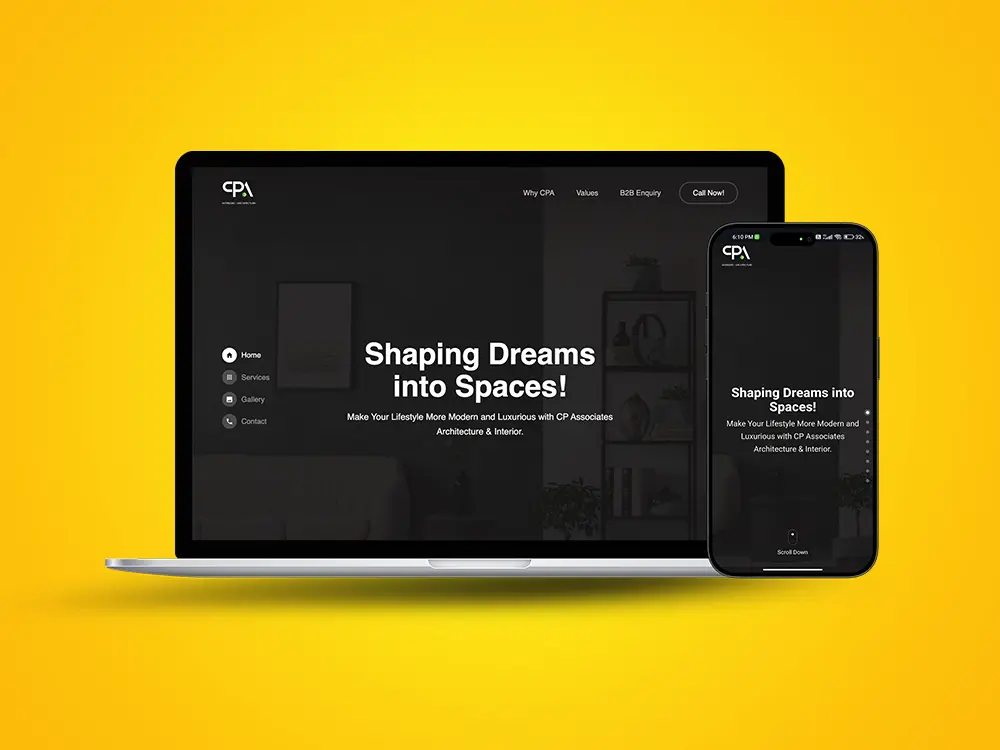 CPA
Why CPA
Values
B2B Enquiry
Call Now!
Home
Services
Gallery
Contact
Shaping Dreams
into Spaces!
Make Your Lifestyle More Modern and Luxurious with CP Associates
Architecture & Interior.
6:10 PM
32
CPA
Shaping Dreams into
Spaces!
Make Your Lifestyle More Modern and
Luxurious with CP Associates
Architecture & Interior.
Scroll Down